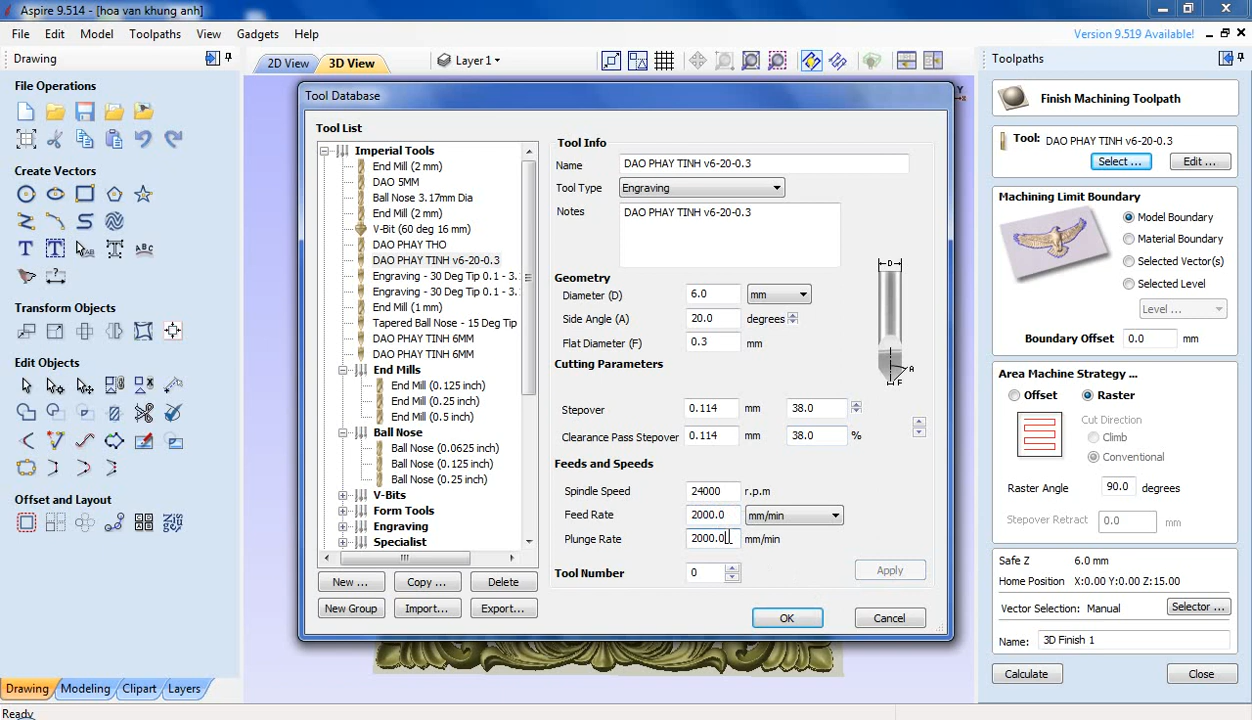 Aspire 9.514 - [hoa van khung anh]
File Edit Model Toolpaths View Gadgets Help
Version 9.519 Available!
Drawing
2D View 3D View Layer 1
Toolpaths
File Operations
Create Vectors
Transform Objects
Edit Objects
Offset and Layout
Drawing Modeling Clipart Layers
Ready
Tool Database
Tool List
Imperial Tools
End Mill (2 mm)
DAO 5MM
Ball Nose 3.17mm Dia
End Mill (2 mm)
V-Bit (60 deg 16 mm)
DAO PHAY THO
DAO PHAY TINH v6-20-0.3
Engraving - 30 Deg Tip 0.1 - 3.
Engraving - 30 Deg Tip 0.1 - 3.
End Mill (1 mm)
Tapered Ball Nose - 15 Deg Tip
DAO PHAY TINH 6MM
DAO PHAY TINH 6MM
End Mills
End Mill (0.125 inch)
End Mill (0.25 inch)
End Mill (0.5 inch)
Ball Nose
Ball Nose (0.0625 inch)
Ball Nose (0.125 inch)
Ball Nose (0.25 inch)
V-Bits
Form Tools
Engraving
Specialist
New ... Copy ... Delete
New Group Import... Export...
Tool Info
Name DAO PHAY TINH v6-20-0.3
Tool Type Engraving
Notes DAO PHAY TINH v6-20-0.3
Geometry
Diameter (D) 6.0 mm
Side Angle (A) 20.0 degrees
Flat Diameter (F) 0.3 mm
D
A
F
Cutting Parameters
Stepover 0.114 mm 38.0
Clearance Pass Stepover 0.114 mm 38.0 %
Feeds and Speeds
Spindle Speed 24000 r.p.m
Feed Rate 2000.0 mm/min
Plunge Rate 2000.0 mm/min
Tool Number 0 Apply
OK Cancel
Y
x
Finish Machining Toolpath
Tool: DAO PHAY TINH v6-20-0.3
Select ... Edit ...
Machining Limit Boundary
Model Boundary
Material Boundary
Selected Vector(s)
Selected Level
Level ...
Boundary Offset 0.0 mm
Area Machine Strategy ...
Offset Raster
Cut Direction
Climb
Conventional
Raster Angle 90.0 degrees
Stepover Retract 0.0 mm
Safe Z 6.0 mm
Home Position X:0.00 Y:0.00 Z:15.00
Vector Selection: Manual Selector ...
Name: 3D Finish 1
Calculate Close